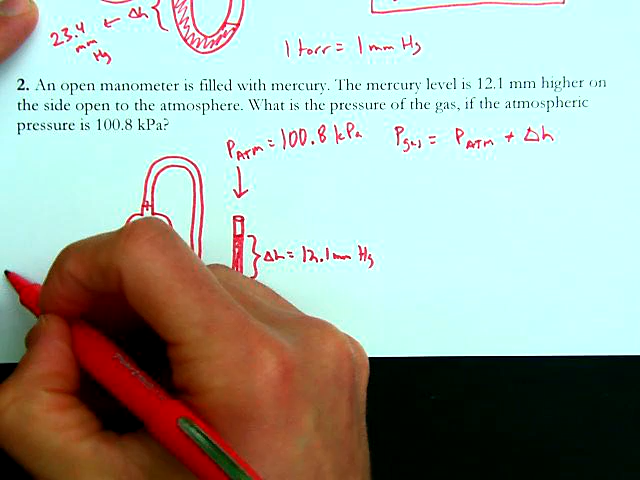 23.4 ← Δh {
mm
Hg
1 torr = 1 mm Hg
2. An open manometer is filled with mercury. The mercury level is 12.1 mm higher on
the side open to the atmosphere. What is the pressure of the gas, if the atmospheric
pressure is 100.8 kPa?
PATM = 100.8 kPa
Pgas = PATM + Δh
Δh = 12.1 mm Hg